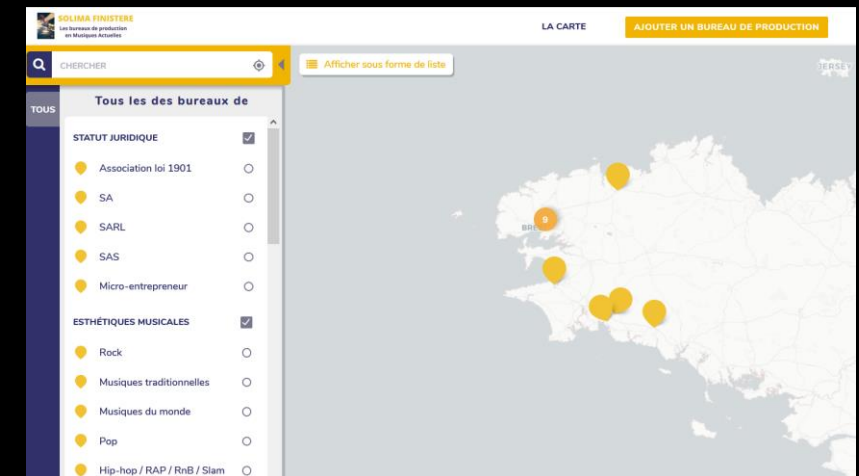 SOLIMA FINISTERE
Les bureaux de production
en Musiques Actuelles
LA CARTE
AJOUTER UN BUREAU DE PRODUCTION
CHERCHER
Afficher sous forme de liste
JERSEY
TOUS
Tous les des bureaux de
STATUT JURIDIQUE
Association loi 1901
SA
SARL
SAS
Micro-entrepreneur
ESTHÉTIQUES MUSICALES
Rock
Musiques traditionnelles
Musiques du monde
Pop
Hip-hop / RAP / RnB / Slam
9